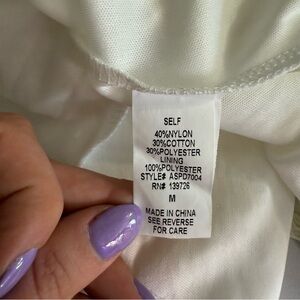 SELF
40%NYLON
30%COTTON
30%POLYESTER
LINING
100%POLYESTER
STYLE# ASPD7004
RN# 139726
M
MADE IN CHINA
SEE REVERSE
FOR CARE